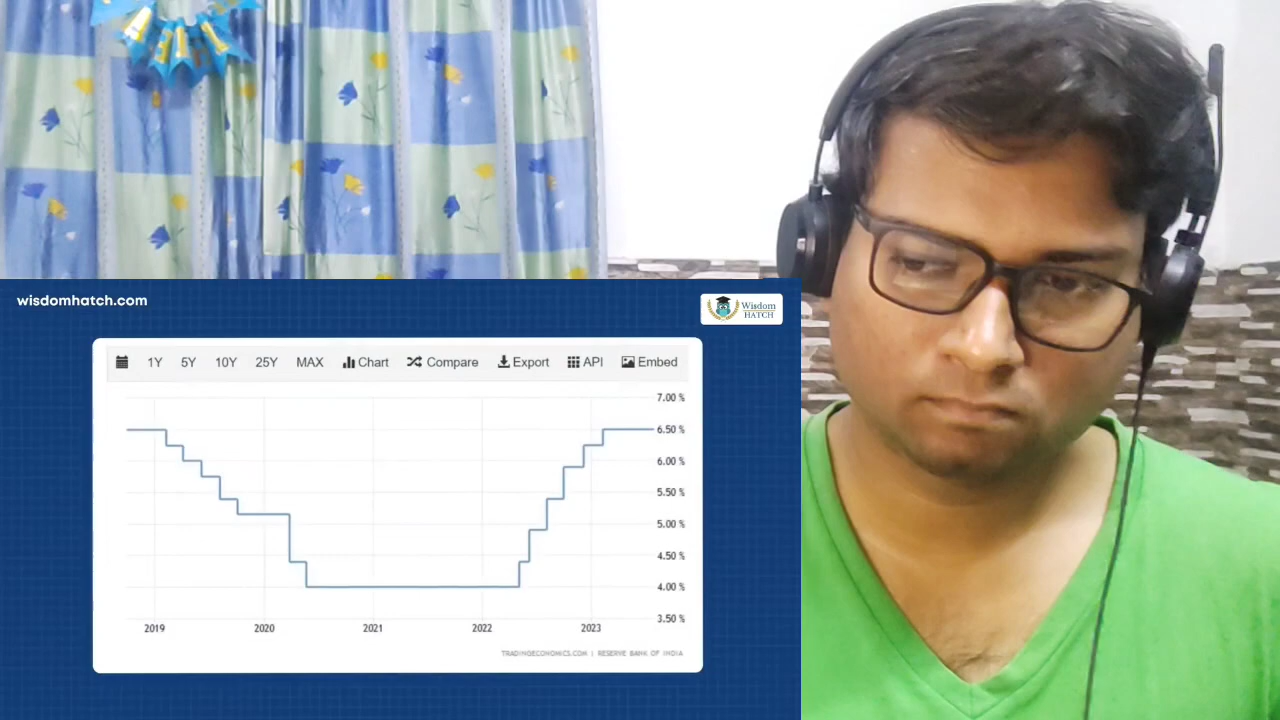 wisdomhatch.com
Wisdom
HATCH
1Y 5Y 10Y 25Y MAX Chart Compare Export API Embed
7.00 %
6.50 %
6.00 %
5.50 %
5.00 %
4.50 %
4.00 %
3.50 %
2019 2020 2021 2022 2023
TRADINGECONOMICS.COM | RESERVE BANK OF INDIA